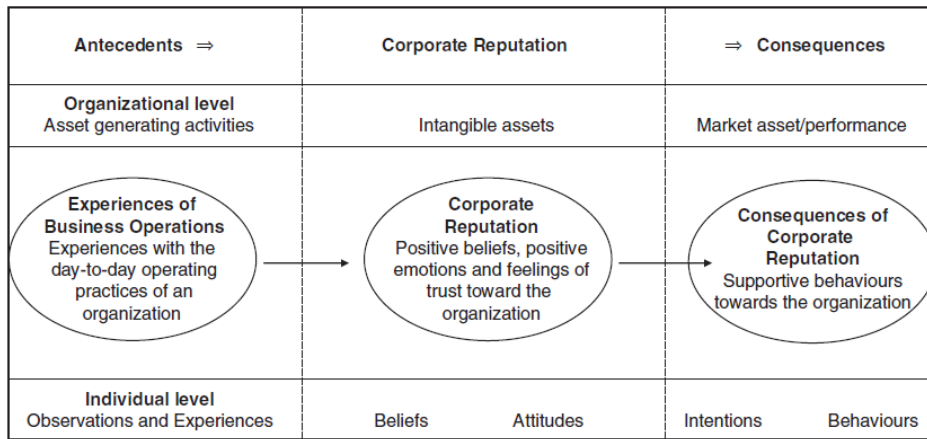 Antecedents ⇒
Corporate Reputation
⇒ Consequences
Organizational level
Asset generating activities
Intangible assets
Market asset/performance
Experiences of
Business Operations
Experiences with the
day-to-day operating
practices of an
organization
Corporate
Reputation
Positive beliefs, positive
emotions and feelings of
trust toward the
organization
Consequences of
Corporate
Reputation
Supportive behaviours
towards the organization
Individual level
Observations and Experiences
Beliefs
Attitudes
Intentions
Behaviours